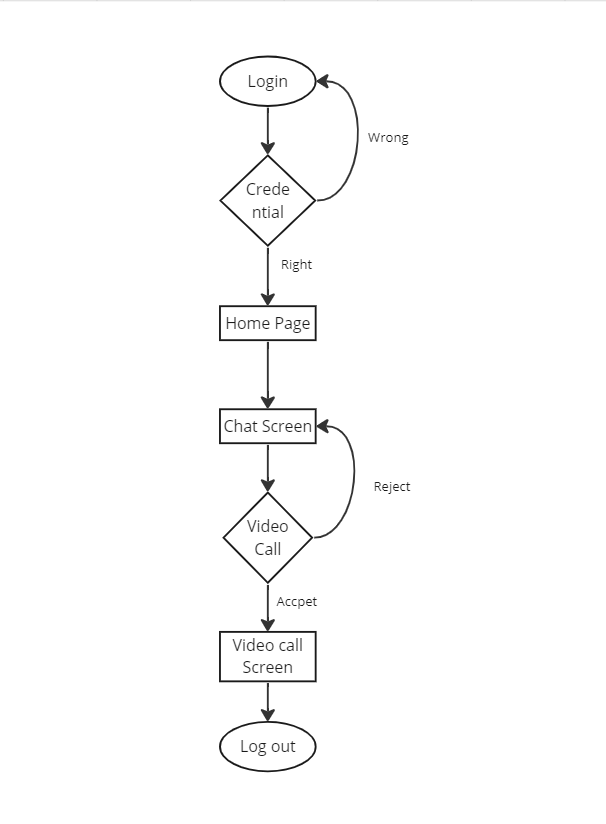 Login
Wrong
Crede
ntial
Right
Home Page
Chat Screen
Reject
Video
Call
Accpet
Video call
Screen
Log out